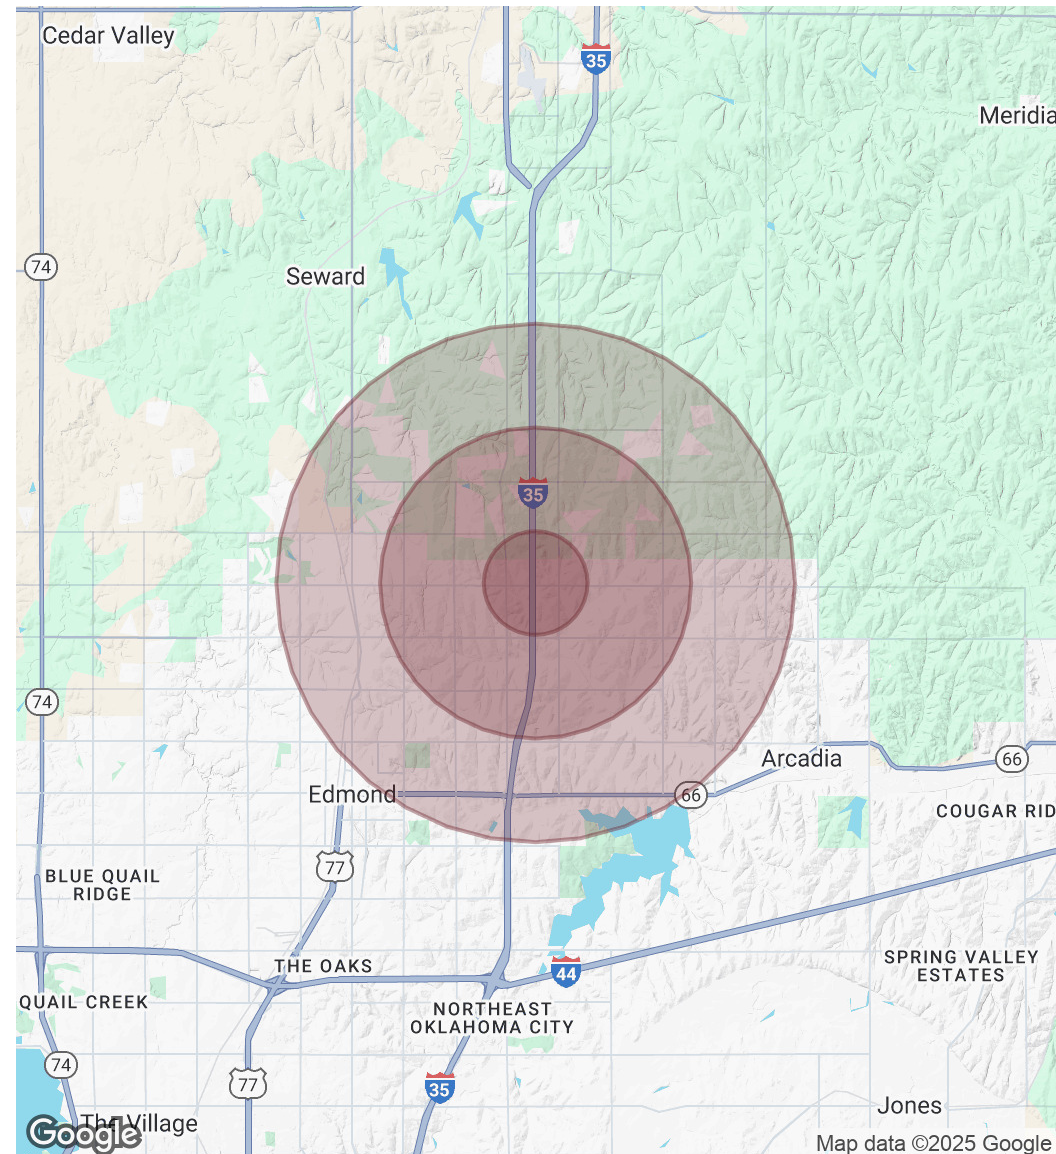 Cedar Valley
35
Meridia
74
Seward
35
74
Arcadia
66
Edmond
66
COUGAR RID
77
BLUE QUAIL
RIDGE
THE OAKS
44
SPRING VALLEY
ESTATES
QUAIL CREEK
NORTHEAST
OKLAHOMA CITY
74
77
35
Jones
The Village
Google
Map data ©2025 Google